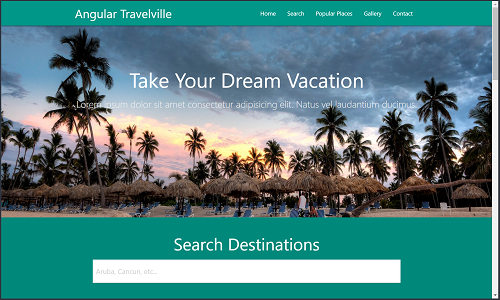 Angular Travelville
Home Search Popular Places Gallery Contact
Take Your Dream Vacation
Lorem ipsum dolor sit amet consectetur adipisicing elit. Natus vel laudantium ducimus.
Search Destinations
Aruba, Cancun, etc...